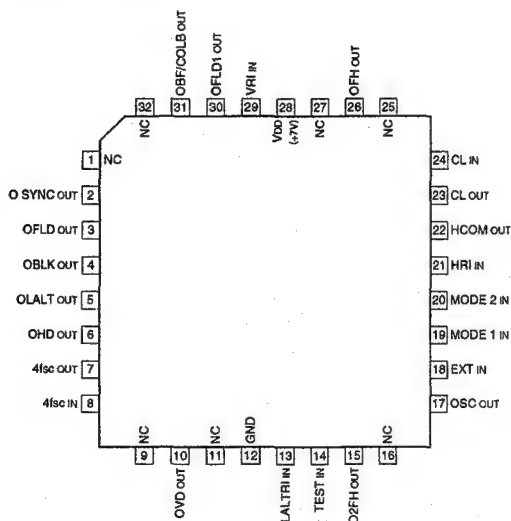 OBF/COLB OUT
OFLD1 OUT
VRI IN
OFH OUT
32 31 30 29 28 27 26 25
NC
VDD (+7V)
NC
NC
1 NC
O SYNC OUT 2
OFLD OUT 3
OBLK OUT 4
OLALT OUT 5
OHD OUT 6
4fsc OUT 7
4fsc IN 8
24 CL IN
23 CL OUT
22 HCOM OUT
21 HRI IN
20 MODE 2 IN
19 MODE 1 IN
18 EXT IN
17 OSC OUT
NC
NC
GND
NC
9 10 11 12 13 14 15 16
OVD OUT
LALTRI IN
TEST IN
O2FH OUT